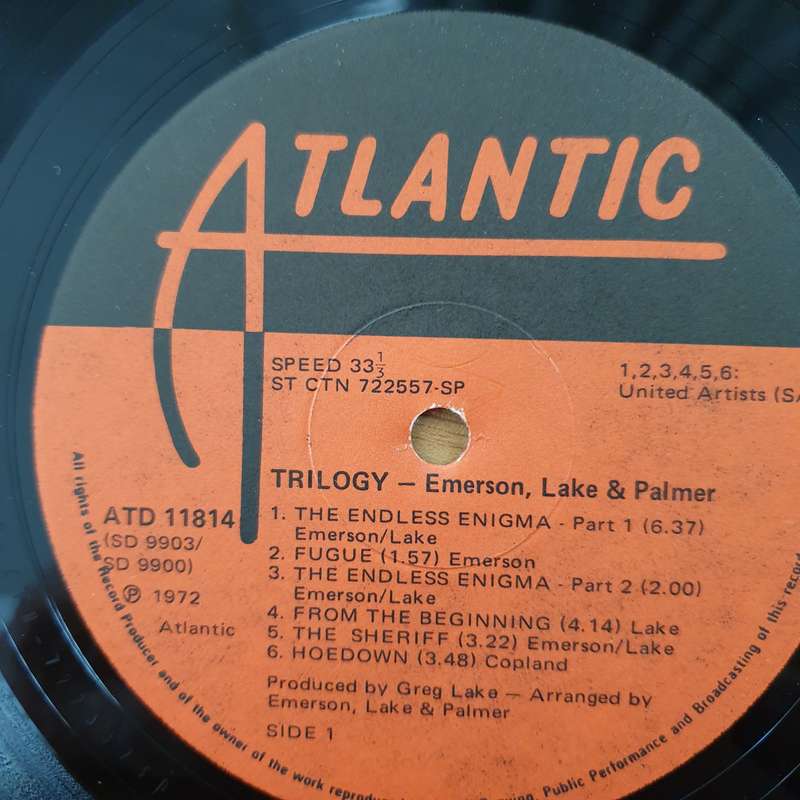 ATLANTIC
SPEED 33 1/3
ST CTN 722557-SP
1,2,3,4,5,6:
United Artists (SA
TRILOGY – Emerson, Lake & Palmer
ATD 11814
(SD 9903/
SD 9900)
℗ 1972
Atlantic
1. THE ENDLESS ENIGMA - Part 1 (6.37)
Emerson/Lake
2. FUGUE (1.57) Emerson
3. THE ENDLESS ENIGMA - Part 2 (2.00)
Emerson/Lake
4. FROM THE BEGINNING (4.14) Lake
5. THE SHERIFF (3.22) Emerson/Lake
6. HOEDOWN (3.48) Copland
Produced by Greg Lake – Arranged by
Emerson, Lake & Palmer
SIDE 1
All rights of the Record Producer and of the owner of the work reproduc
Public Performance and Broadcasting of this record